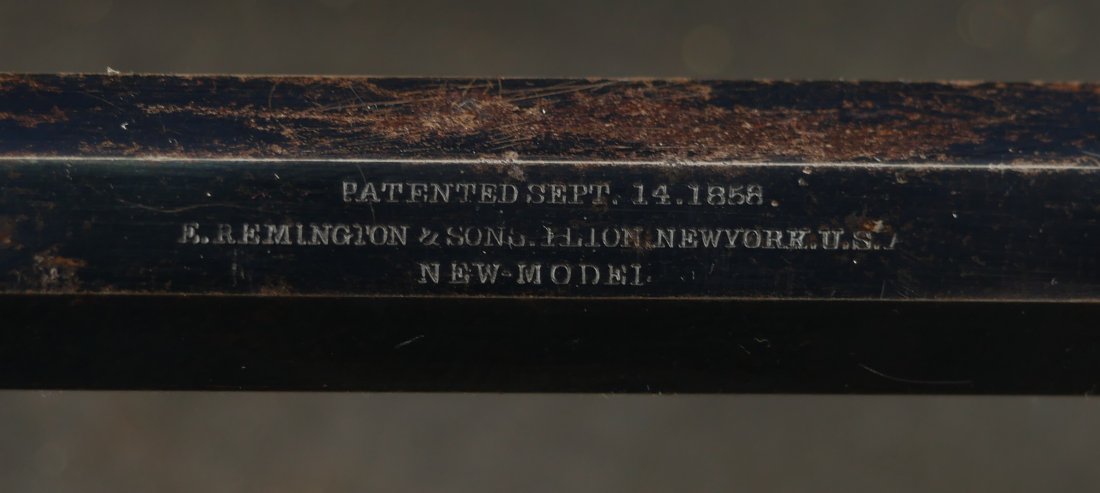 PATENTED SEPT. 14.1858
E. REMINGTON & SONS. ILION. NEWYORK.U.S.A
NEW-MODEL